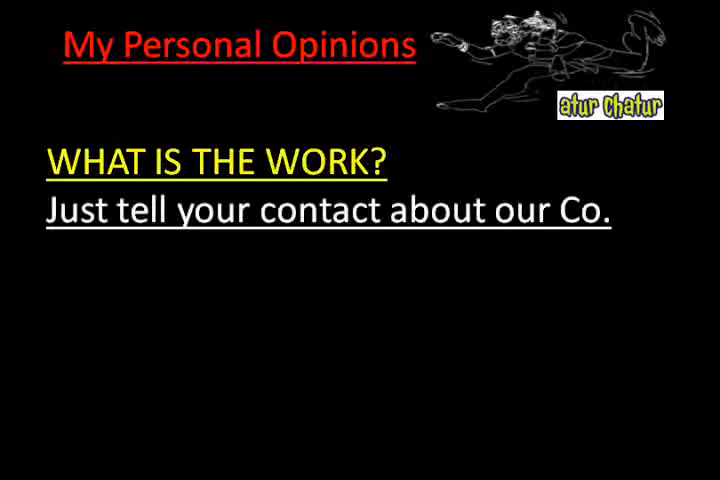 My Personal Opinions
atur chatur
WHAT IS THE WORK?
Just tell your contact about our Co.